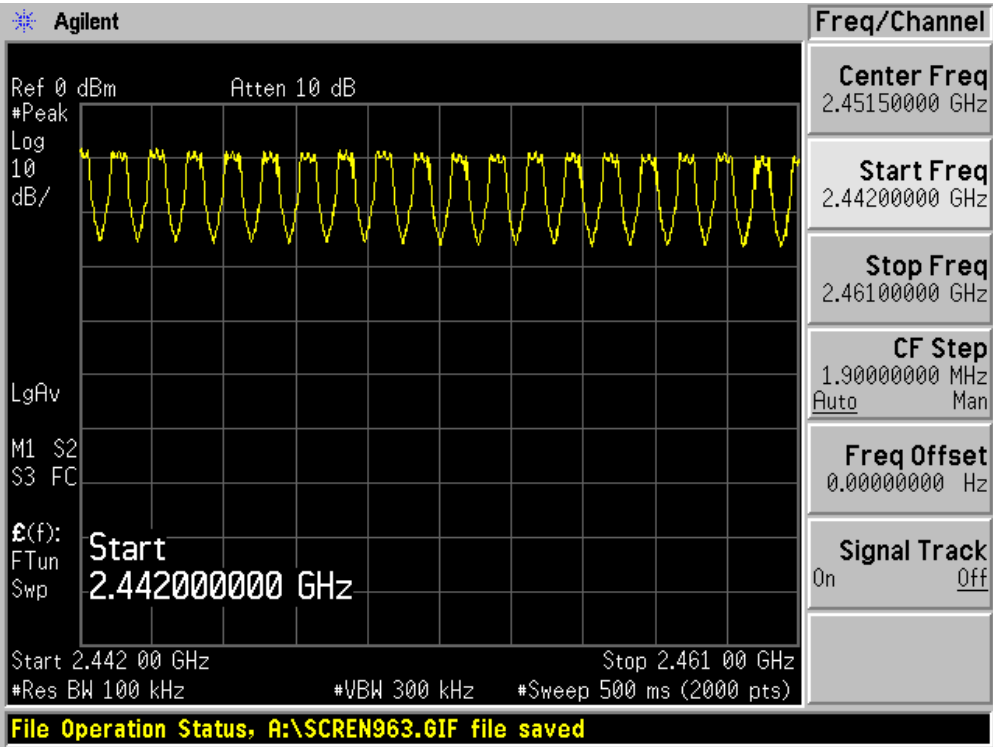 Agilent
Freq/Channel
Ref 0 dBm
Atten 10 dB
#Peak
Log
10
dB/
LgAv
M1 S2
S3 FC
£(f):
FTun
Swp
Start
2.442000000 GHz
Start 2.442 00 GHz
Stop 2.461 00 GHz
#Res BW 100 kHz
#VBW 300 kHz
#Sweep 500 ms (2000 pts)
Center Freq
2.45150000 GHz
Start Freq
2.44200000 GHz
Stop Freq
2.46100000 GHz
CF Step
1.90000000 MHz
Auto Man
Freq Offset
0.00000000 Hz
Signal Track
On Off
File Operation Status, A:\SCREN963.GIF file saved